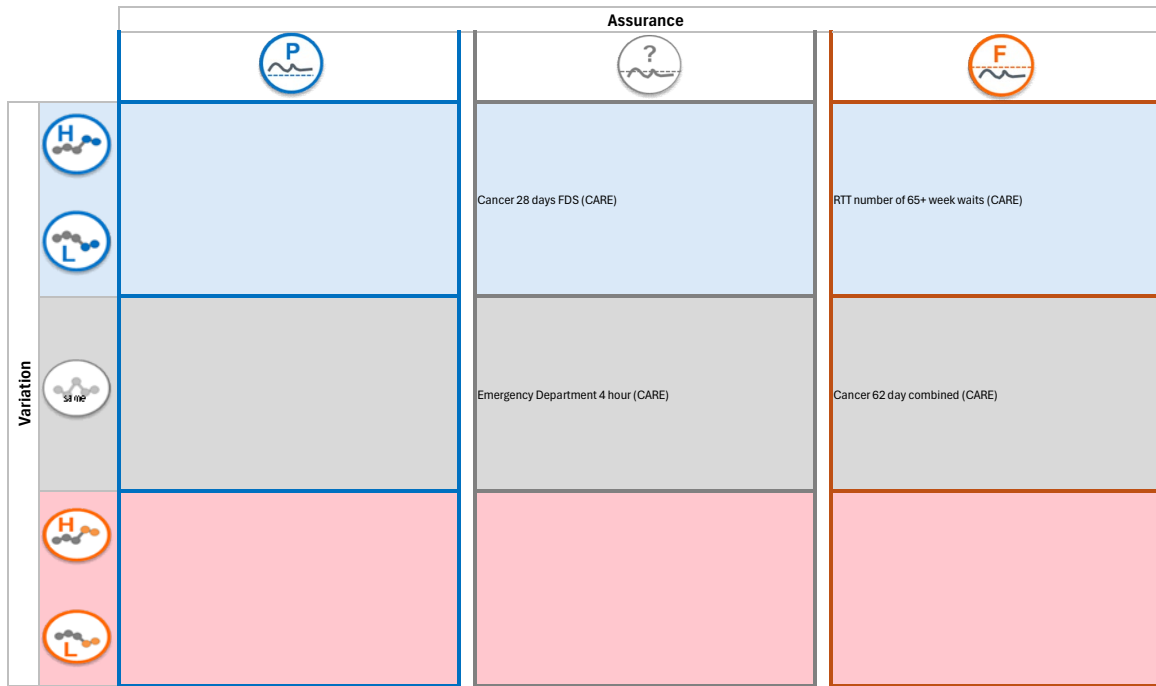 Assurance
P
?
F
Variation
H
Cancer 28 days FDS (CARE)
RTT number of 65+ week waits (CARE)
L
same
Emergency Department 4 hour (CARE)
Cancer 62 day combined (CARE)
H
L